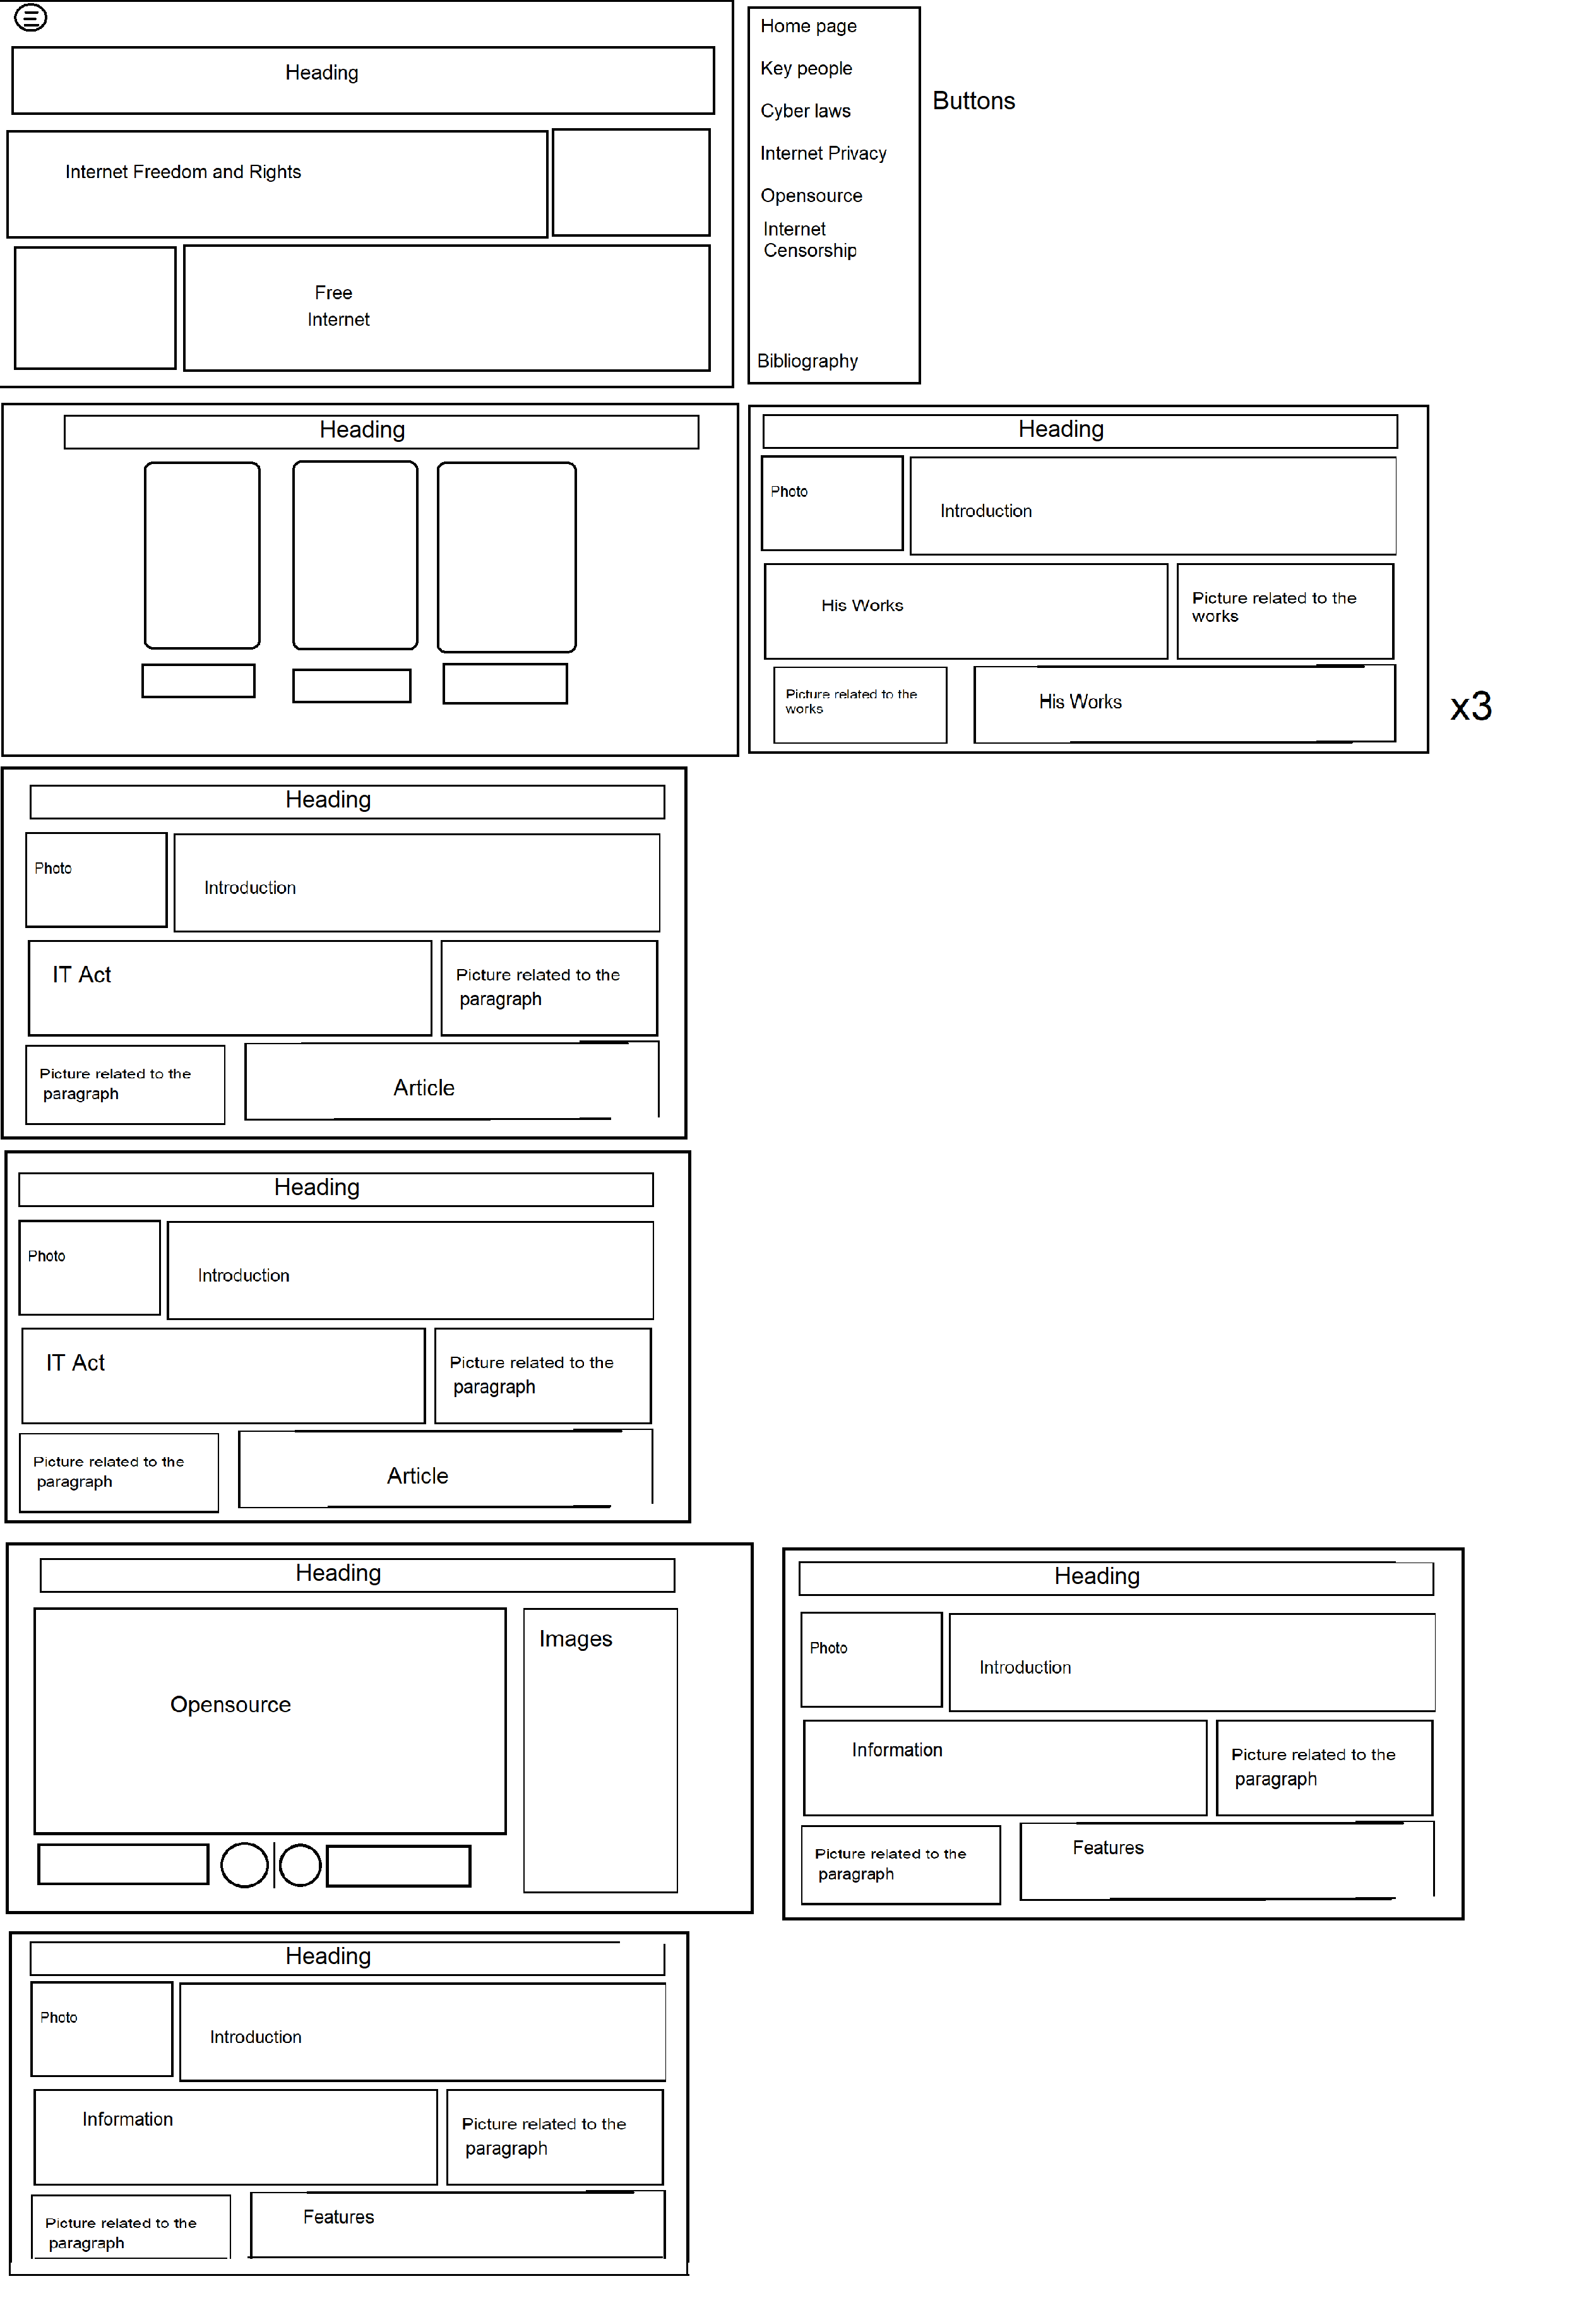 Heading
Internet Freedom and Rights
Free
Internet
Home page
Key people
Cyber laws
Internet Privacy
Opensource
Internet
Censorship
Bibliography
Buttons
Heading
Heading
Photo
Introduction
His Works
Picture related to the
works
Picture related to the
works
His Works
x3
Heading
Photo
Introduction
IT Act
Picture related to the
paragraph
Picture related to the
paragraph
Article
Heading
Photo
Introduction
IT Act
Picture related to the
paragraph
Picture related to the
paragraph
Article
Heading
Opensource
Images
Heading
Photo
Introduction
Information
Picture related to the
paragraph
Picture related to the
paragraph
Features
Heading
Photo
Introduction
Information
Picture related to the
paragraph
Picture related to the
paragraph
Features